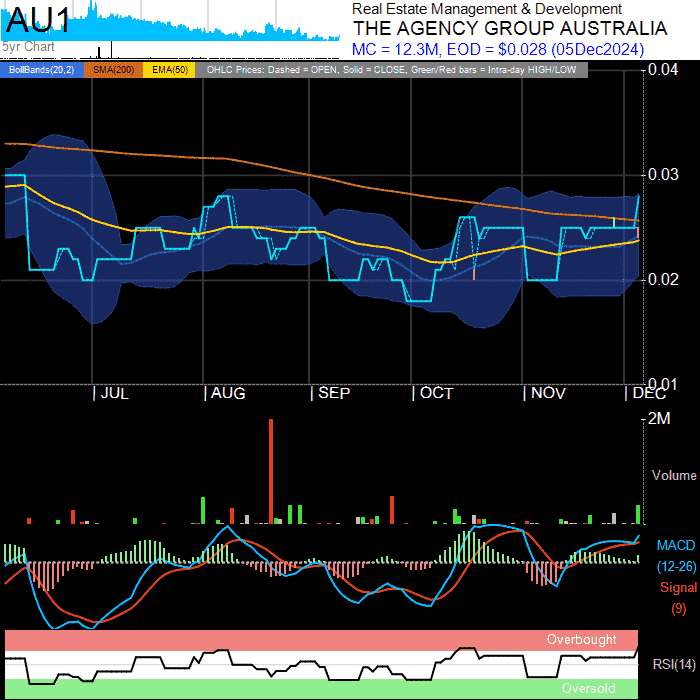 AU1
5yr Chart
Real Estate Management & Development
THE AGENCY GROUP AUSTRALIA
MC = 12.3M, EOD = $0.028 (05Dec2024)
BollBands(20,2) SMA(200) EMA(50) OHLC Prices: Dashed = OPEN, Solid = CLOSE, Green/Red bars = Intra-day HIGH/LOW
0.04
0.03
0.02
0.01
JUL AUG SEP OCT NOV DEC
2M
Volume
MACD
(12-26)
Signal
(9)
Overbought
RSI(14)
Oversold